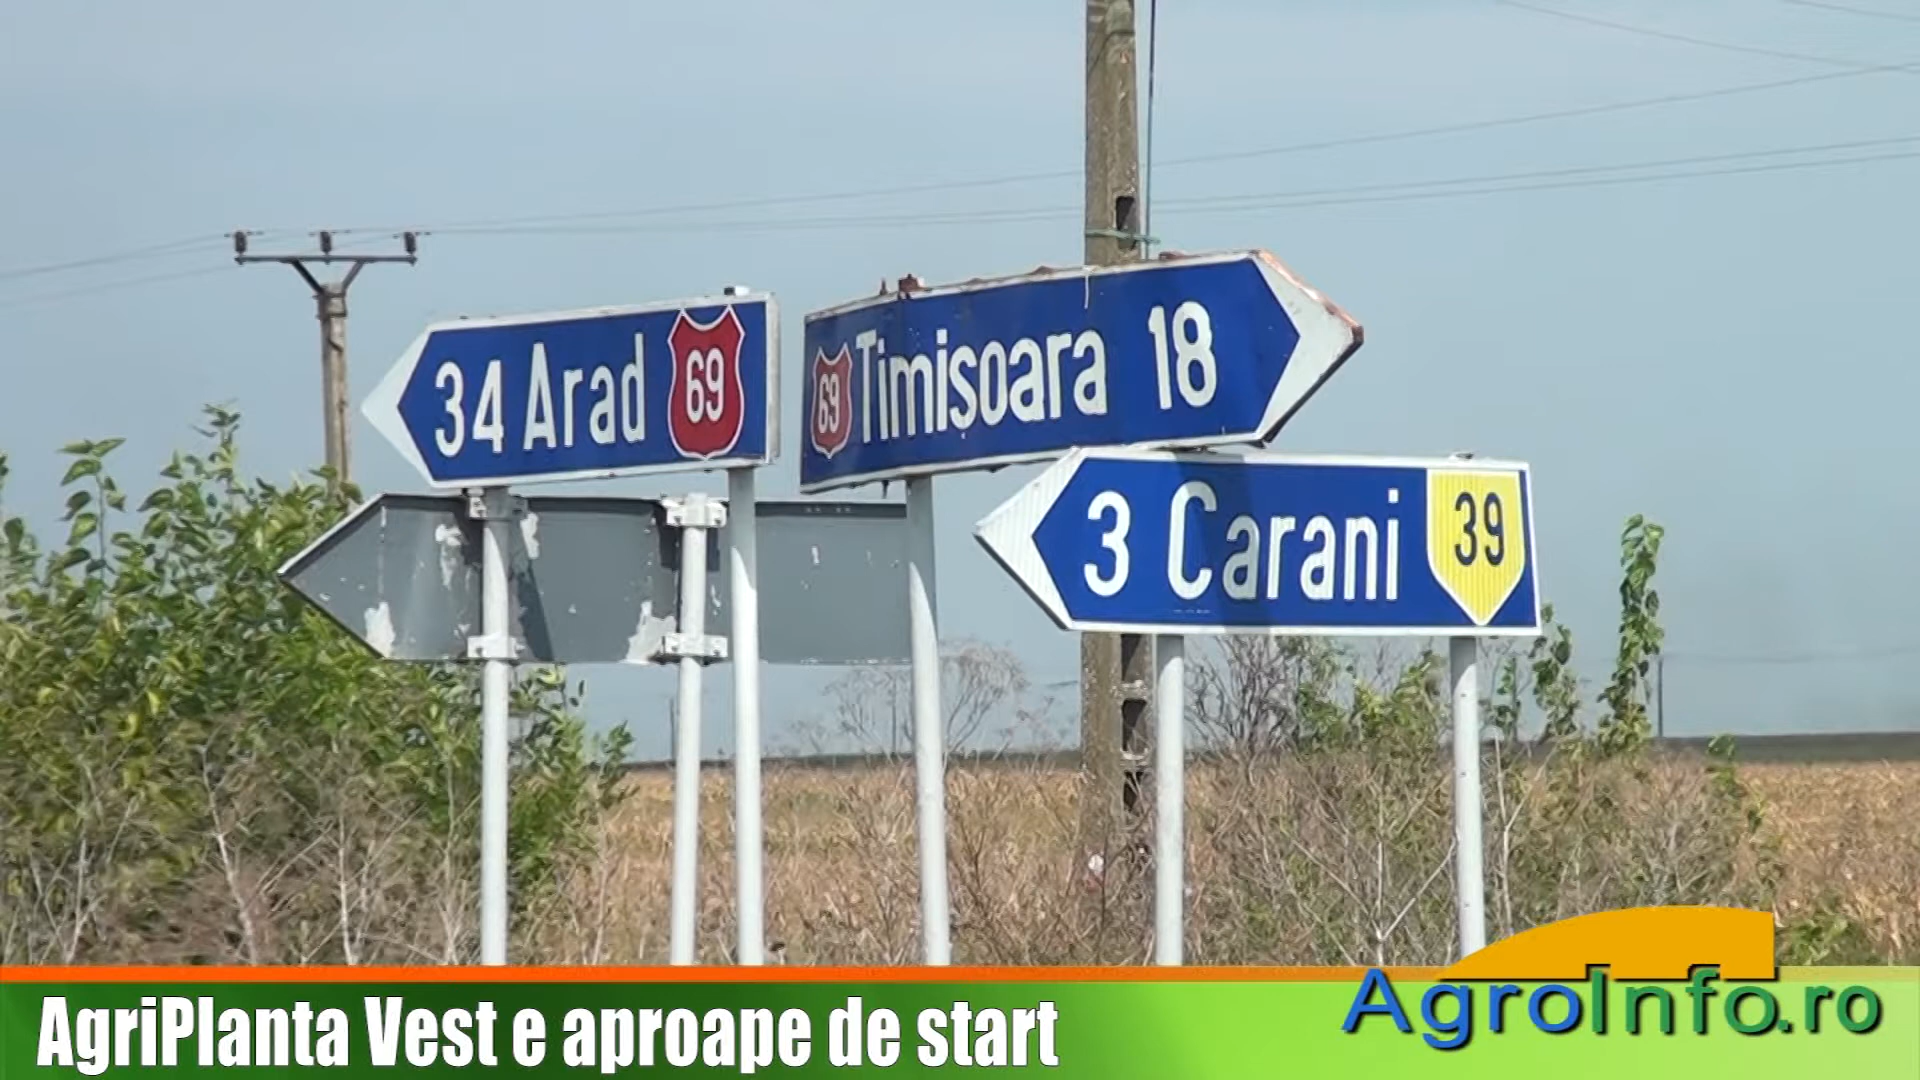 34 Arad 69
69 Timișoara 18
3 Carani 39
AgriPlanta Vest e aproape de start
AgroInfo.ro